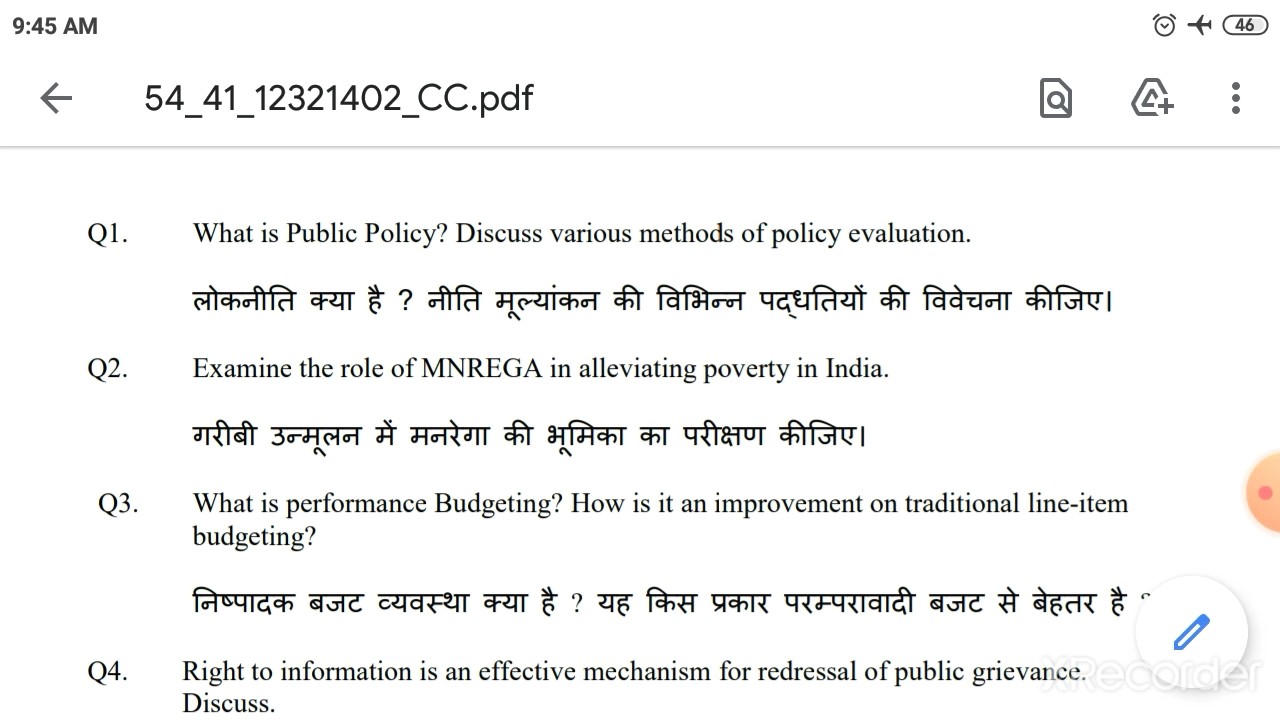 9:45 AM
46
54_41_12321402_CC.pdf
Q1. What is Public Policy? Discuss various methods of policy evaluation.
लोकनीति क्या है ? नीति मूल्यांकन की विभिन्न पद्धतियों की विवेचना कीजिए।
Q2. Examine the role of MNREGA in alleviating poverty in India.
गरीबी उन्मूलन में मनरेगा की भूमिका का परीक्षण कीजिए।
Q3. What is performance Budgeting? How is it an improvement on traditional line-item
budgeting?
निष्पादक बजट व्यवस्था क्या है ? यह किस प्रकार परम्परावादी बजट से बेहतर है ?
Q4. Right to information is an effective mechanism for redressal of public grievance.
Discuss.
XRecorder